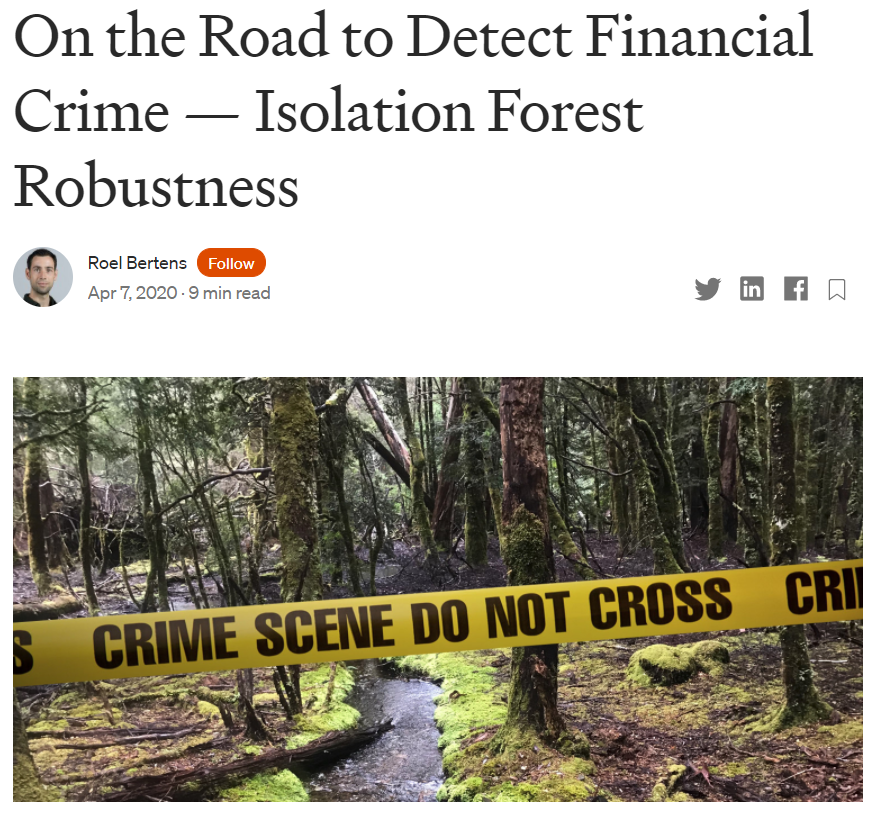 On the Road to Detect Financial
Crime — Isolation Forest
Robustness
Roel Bertens Follow
Apr 7, 2020 · 9 min read
S CRIME SCENE DO NOT CROSS CRI